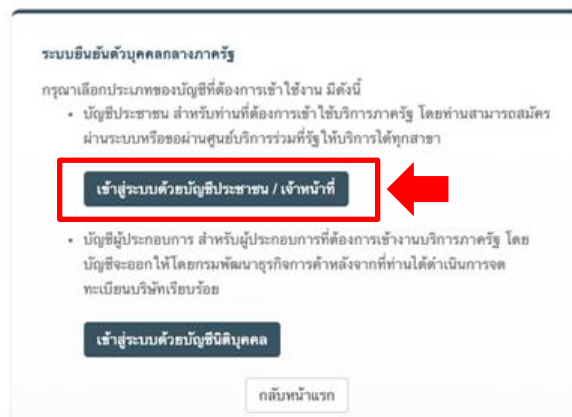 ระบบยืนยันตัวบุคคลกลางภาครัฐ
กรุณาเลือกประเภทของบัญชีที่ต้องการเข้าใช้งาน มีดังนี้
• บัญชีประชาชน สำหรับท่านที่ต้องการเข้าใช้บริการภาครัฐ โดยท่านสามารถสมัคร
ผ่านระบบหรือขอผ่านศูนย์บริการร่วมที่รัฐให้บริการได้ทุกสาขา
เข้าสู่ระบบด้วยบัญชีประชาชน / เจ้าหน้าที่
• บัญชีผู้ประกอบการ สำหรับผู้ประกอบการที่ต้องการเข้างานบริการภาครัฐ โดย
บัญชีจะออกให้โดยกรมพัฒนาธุรกิจการค้าหลังจากที่ท่านได้ดำเนินการจด
ทะเบียนบริษัทเรียบร้อย
เข้าสู่ระบบด้วยบัญชีนิติบุคคล
กลับหน้าแรก